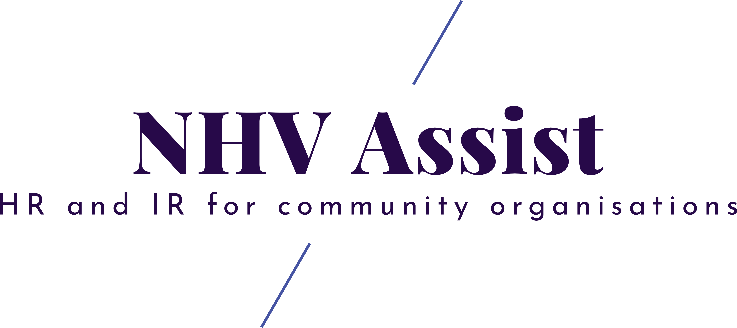 NHV Assist
HR and IR for community organisations